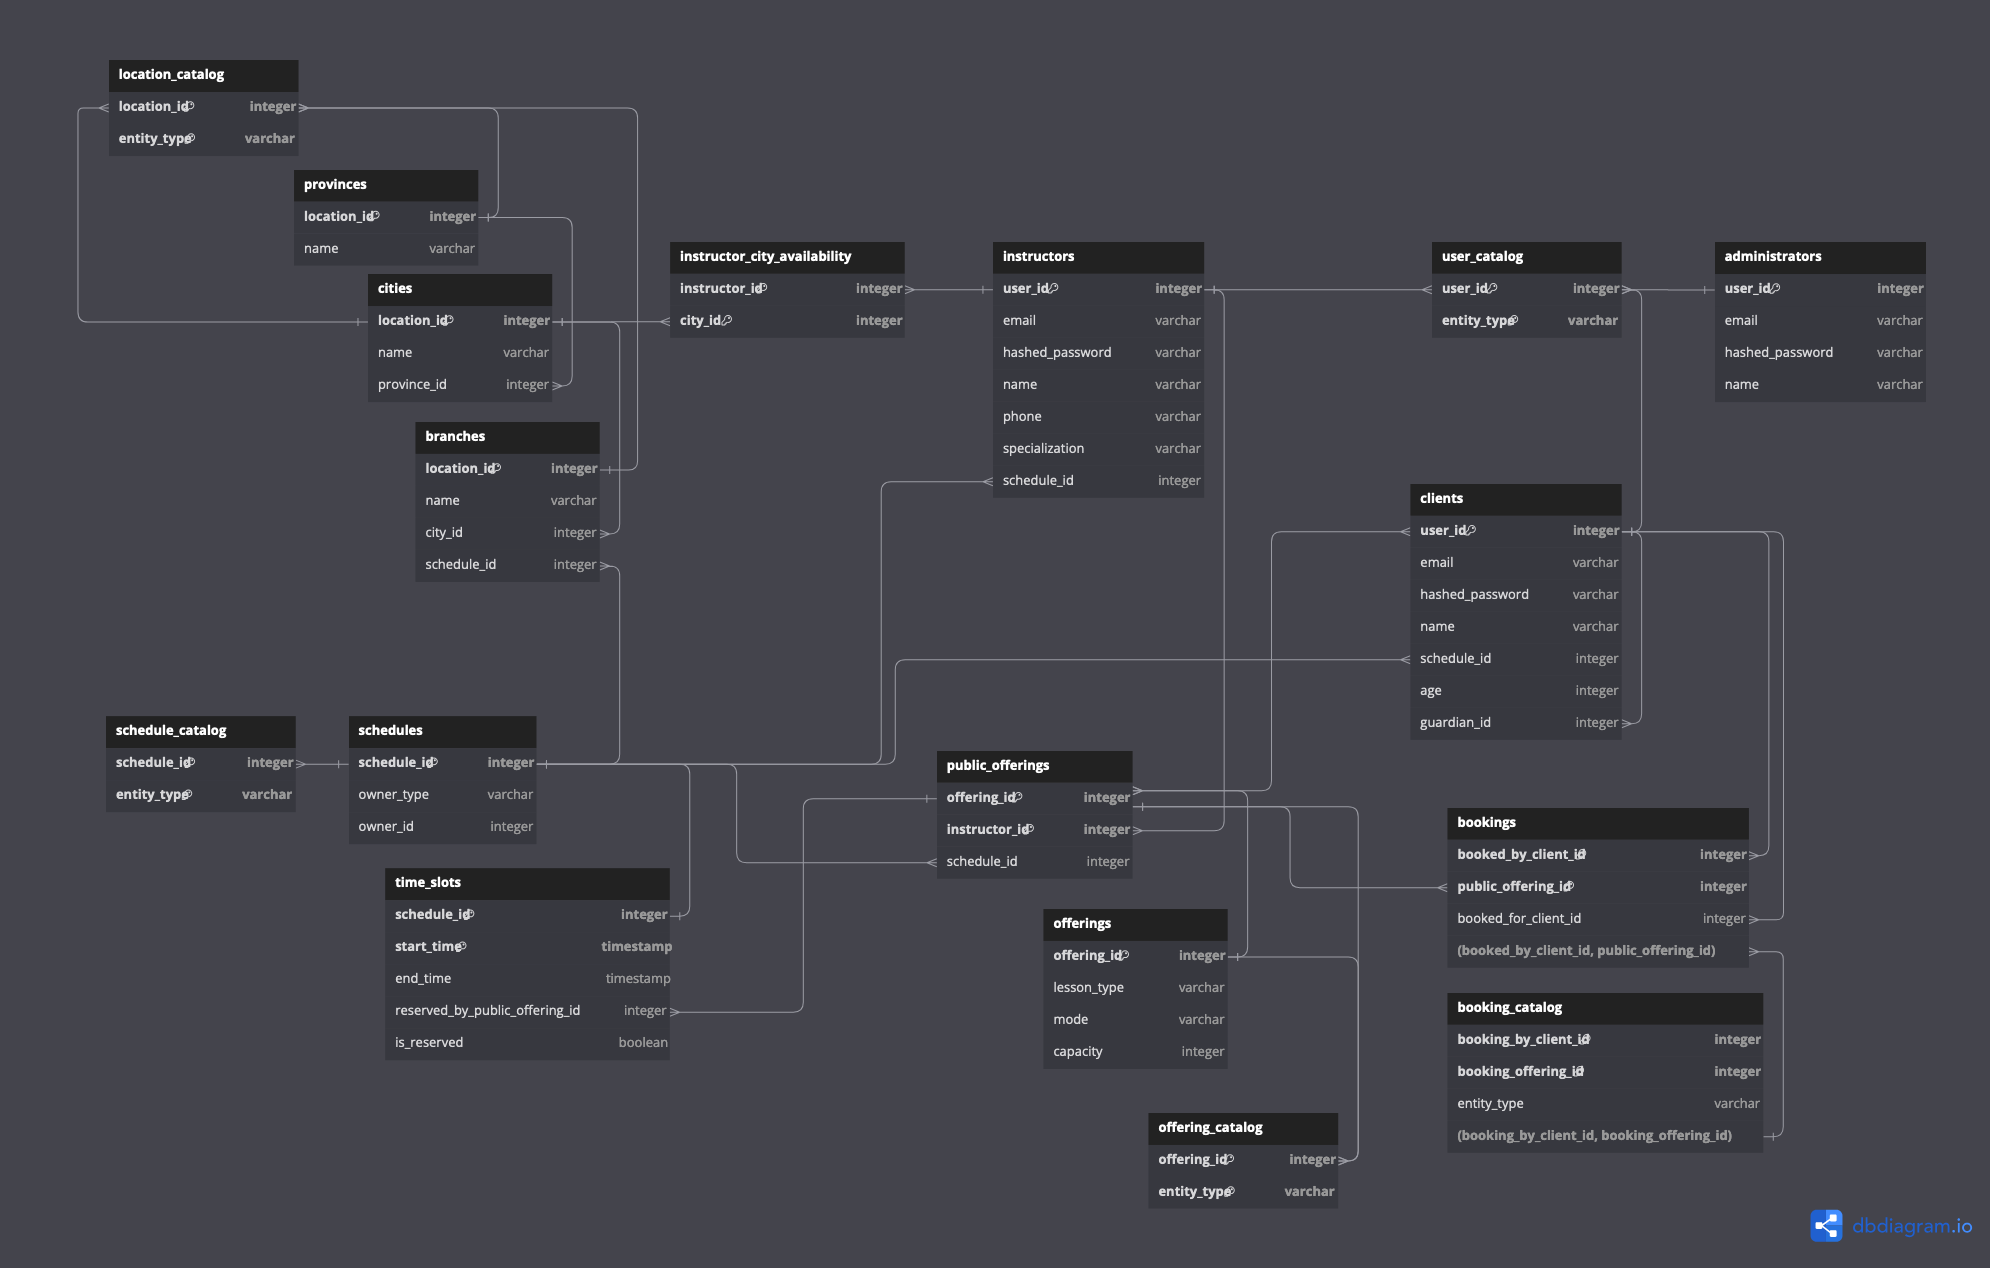 location_catalog
location_id integer
entity_type varchar
provinces
location_id integer
name varchar
cities
location_id integer
name varchar
province_id integer
branches
location_id integer
name varchar
city_id integer
schedule_id integer
instructor_city_availability
instructor_id integer
city_id integer
instructors
user_id integer
email varchar
hashed_password varchar
name varchar
phone varchar
specialization varchar
schedule_id integer
user_catalog
user_id integer
entity_type varchar
administrators
user_id integer
email varchar
hashed_password varchar
name varchar
clients
user_id integer
email varchar
hashed_password varchar
name varchar
schedule_id integer
age integer
guardian_id integer
schedule_catalog
schedule_id integer
entity_type varchar
schedules
schedule_id integer
owner_type varchar
owner_id integer
time_slots
schedule_id integer
start_time timestamp
end_time timestamp
reserved_by_public_offering_id integer
is_reserved boolean
public_offerings
offering_id integer
instructor_id integer
schedule_id integer
offerings
offering_id integer
lesson_type varchar
mode varchar
capacity integer
offering_catalog
offering_id integer
entity_type varchar
bookings
booked_by_client_id integer
public_offering_id integer
booked_for_client_id integer
(booked_by_client_id, public_offering_id)
booking_catalog
booking_by_client_id integer
booking_offering_id integer
entity_type varchar
(booking_by_client_id, booking_offering_id)
dbdiagram.io